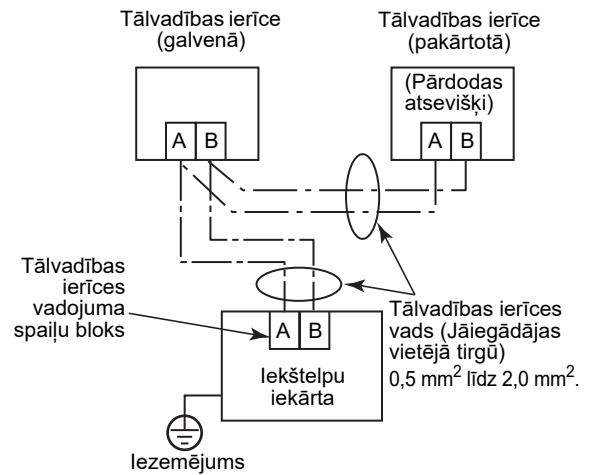 Tālvadības ierīce
(galvenā)
Tālvadības ierīce
(pakārtotā)
(Pārdodas
atsevišķi)
A B
A B
Tālvadības
ierīces
vadojuma
spaiļu bloks
A B
Iekštelpu
iekārta
Tālvadības ierīces
vads (Jāiegādājas
vietējā tirgū)
0,5 mm² līdz 2,0 mm².
Iezemējums